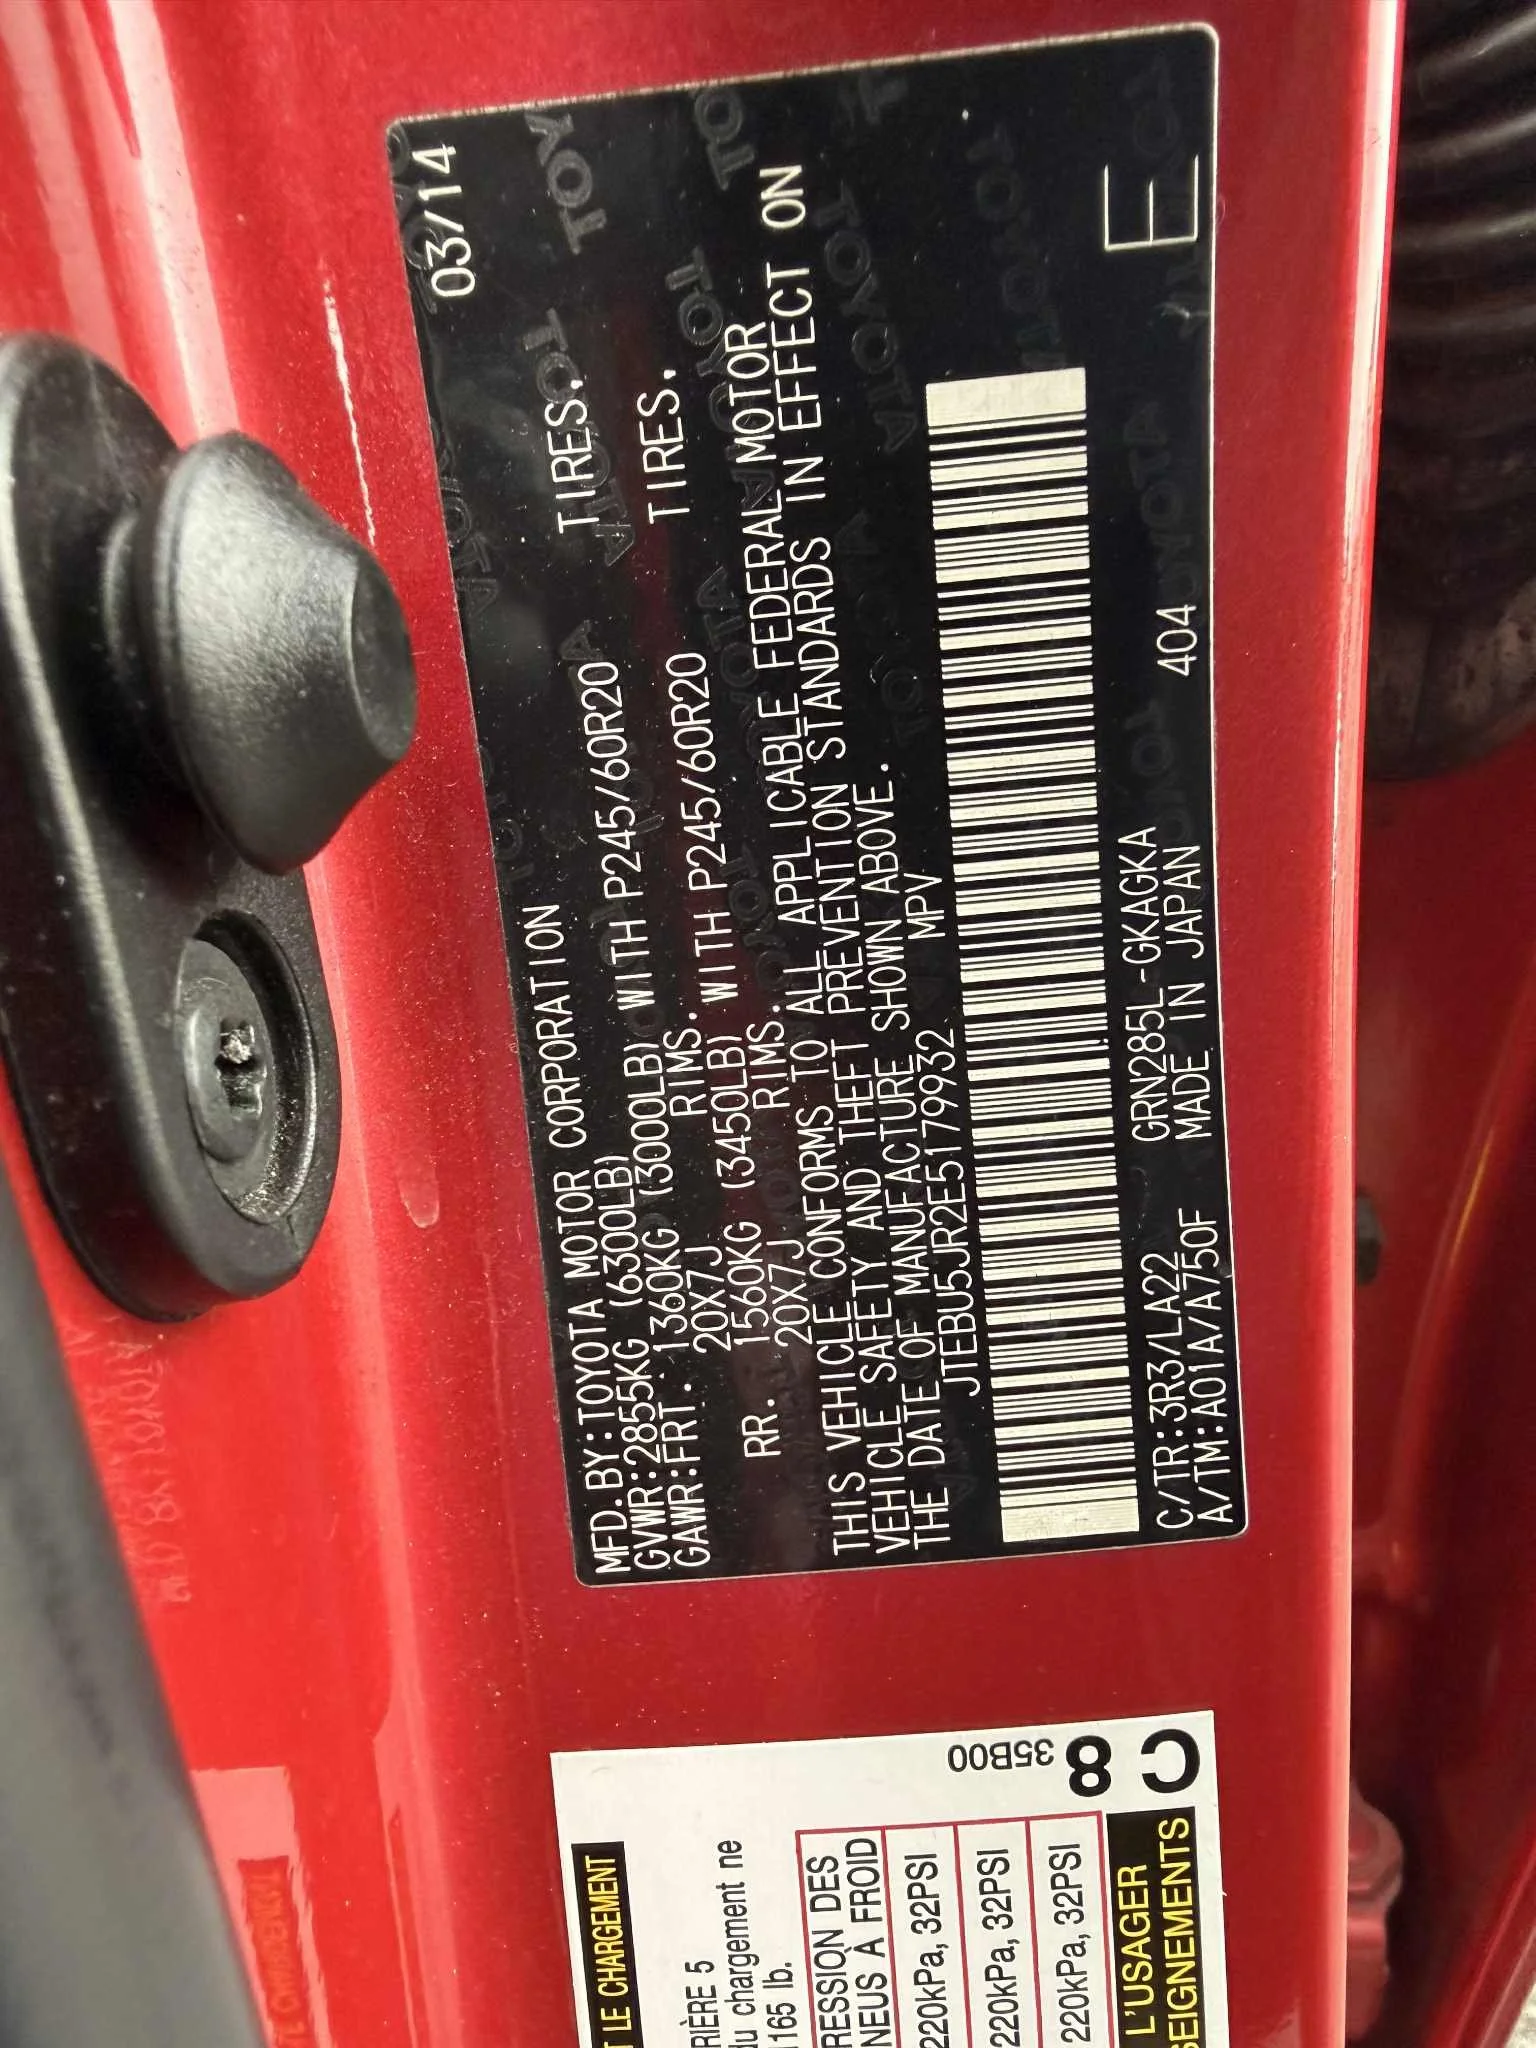 03/14
MFD.BY:TOYOTA MOTOR CORPORATION
GVWR:2855KG (6300LB)
GAWR:FRT. 1360KG (3000LB) WITH P245/60R20 TIRES,
20X7J RIMS.
RR. 1560KG (3450LB) WITH P245/60R20 TIRES,
20X7J RIMS.
THIS VEHICLE CONFORMS TO ALL APPLICABLE FEDERAL MOTOR
VEHICLE SAFETY AND THEFT PREVENTION STANDARDS IN EFFECT ON
THE DATE OF MANUFACTURE SHOWN ABOVE.
JTEBU5JR2E5179932 MPV
C/TR:3R3/LA22 GRN285L-GKAGKA
A/TM:A01A/A750F MADE IN JAPAN 404
E
T LE CHARGEMENT
RIÈRE 5
du chargement ne
165 lb.
RESSION DES
NEUS À FROID
220kPa, 32PSI
220kPa, 32PSI
220kPa, 32PSI
L'USAGER
SEIGNEMENTS
C 8
35B00